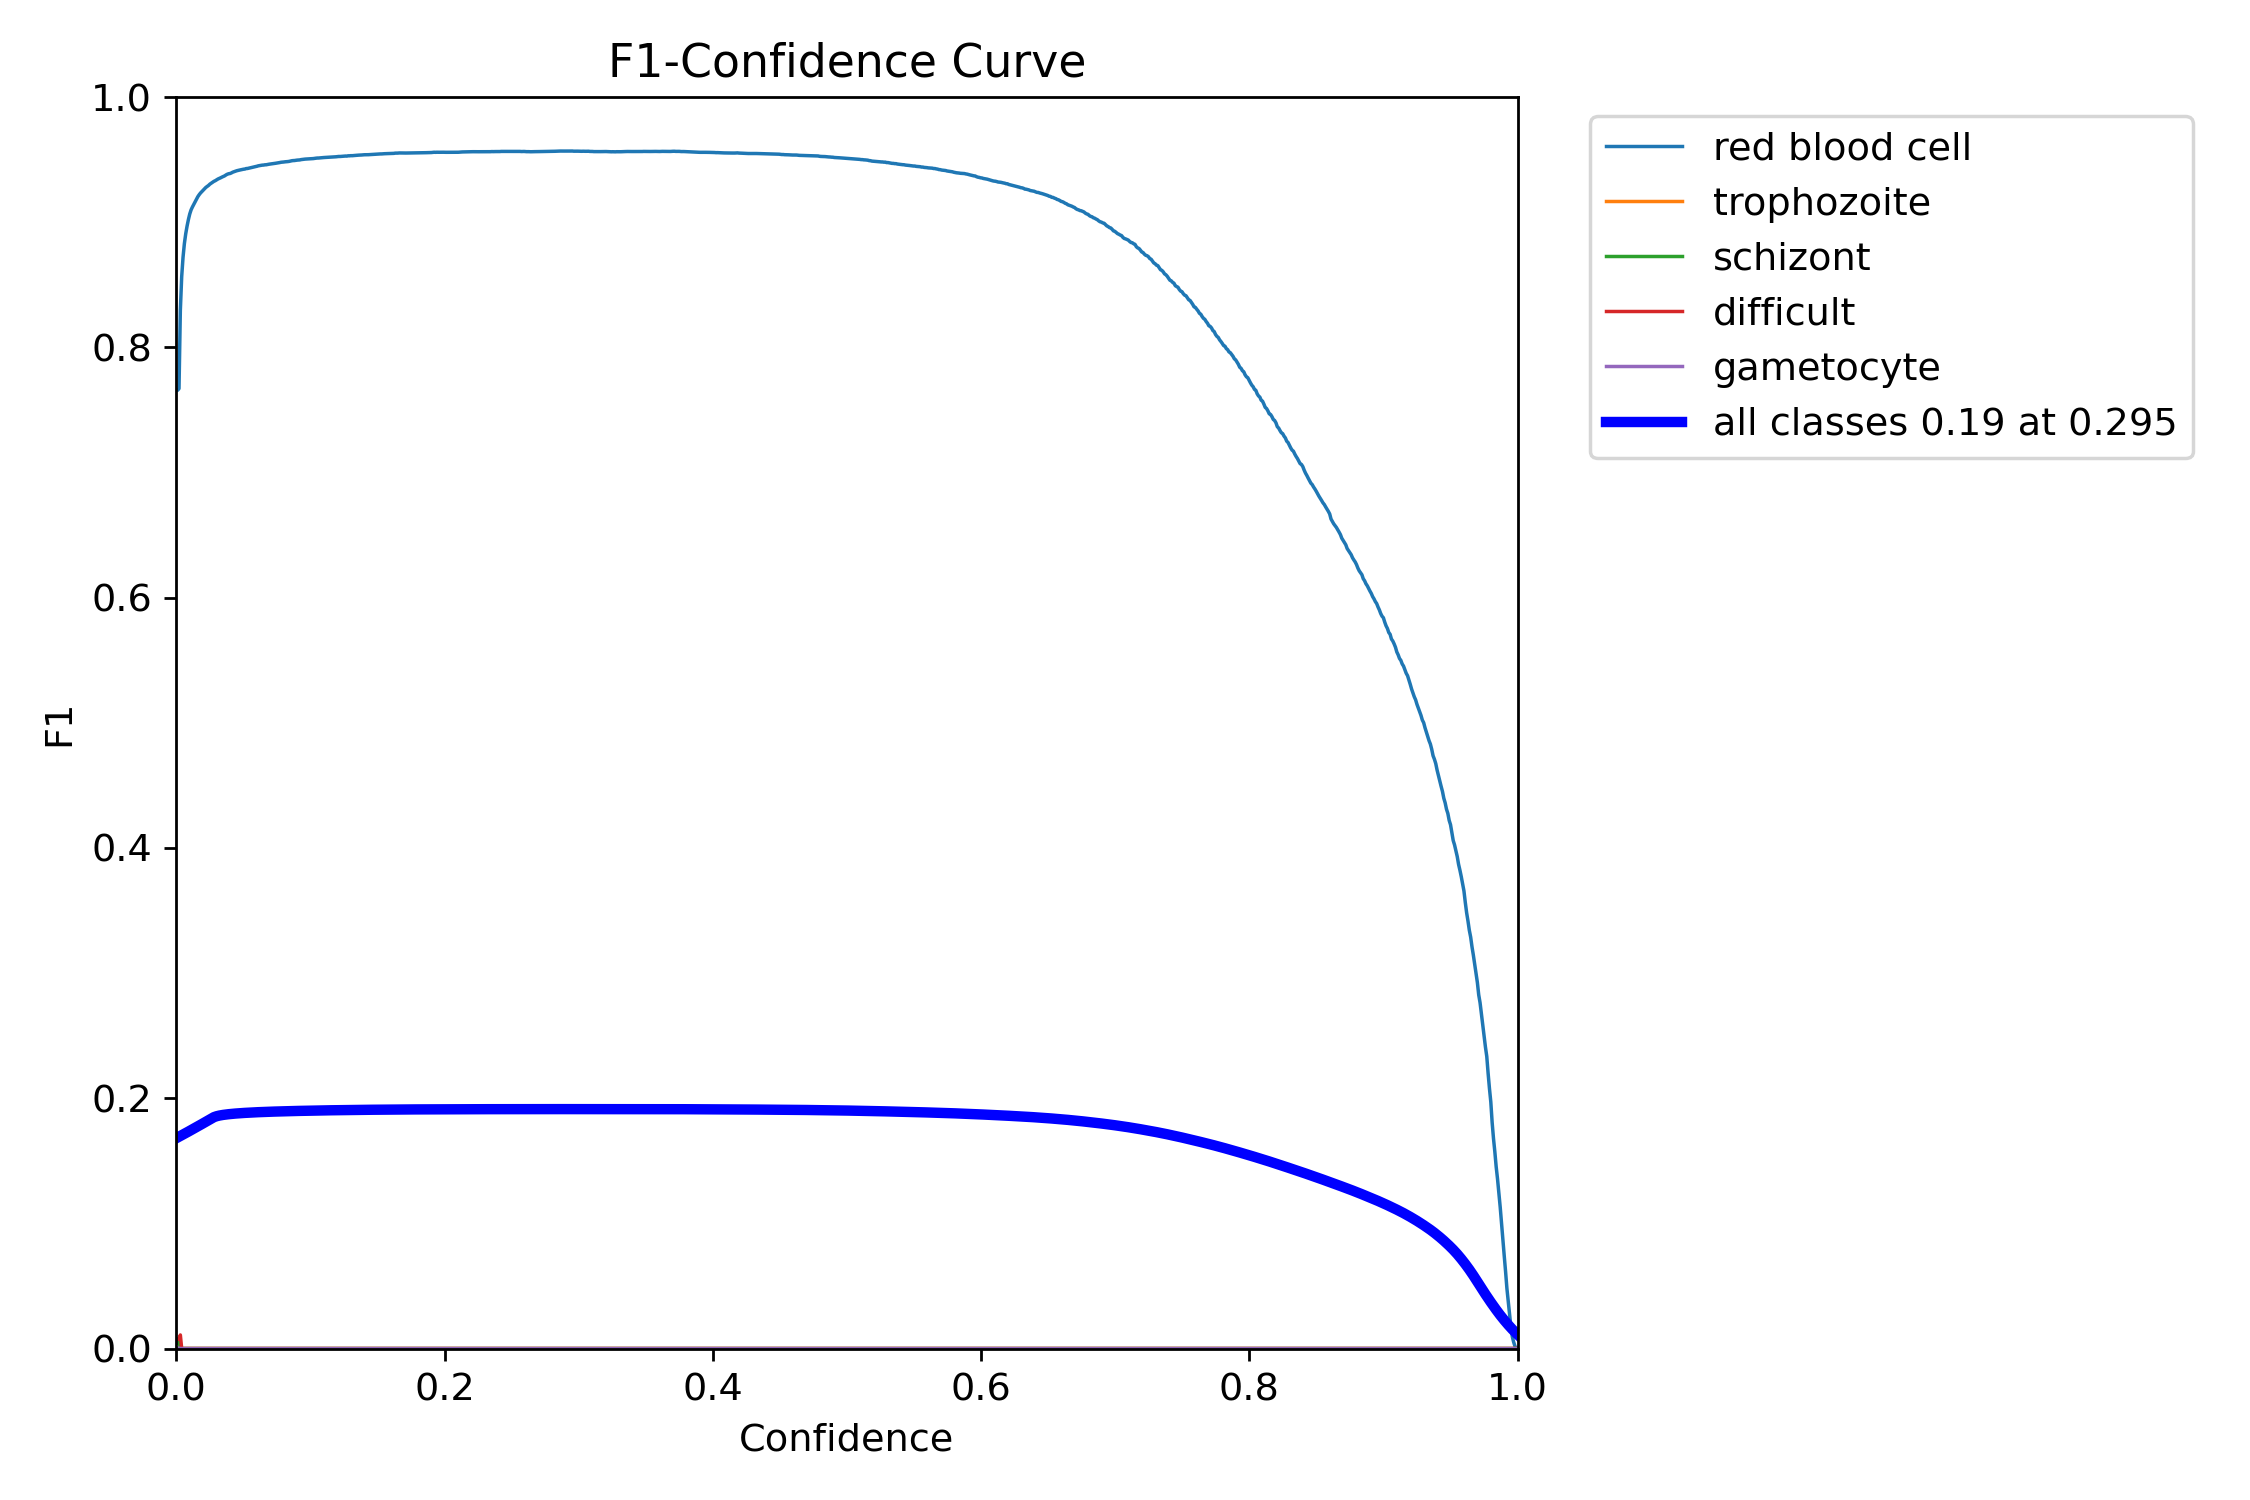 F1-Confidence Curve
1.0
0.8
0.6
0.4
0.2
0.0
F1
0.0 0.2 0.4 0.6 0.8 1.0
Confidence
red blood cell
trophozoite
schizont
difficult
gametocyte
all classes 0.19 at 0.295